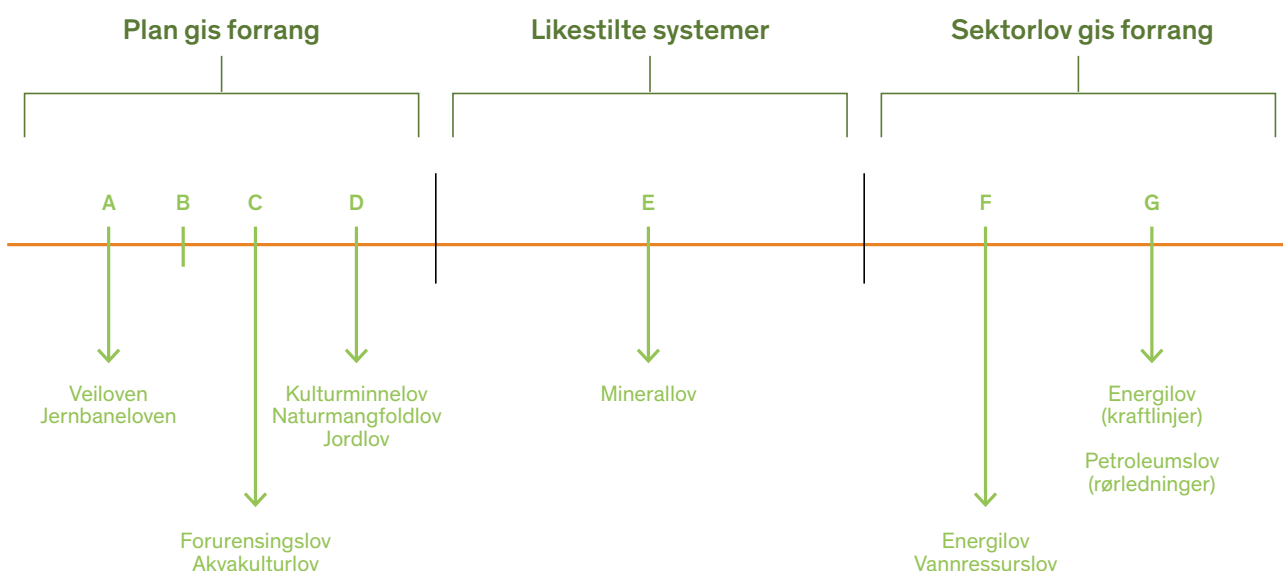 Plan gis forrang
Likestilte systemer
Sektorlov gis forrang
A
B
C
D
E
F
G
Veiloven
Jernbaneloven
Kulturminnelov
Naturmangfoldlov
Jordlov
Minerallov
Energilov
(kraftlinjer)
Petroleumslov
(rørledninger)
Forurensingslov
Akvakulturlov
Energilov
Vannressurslov